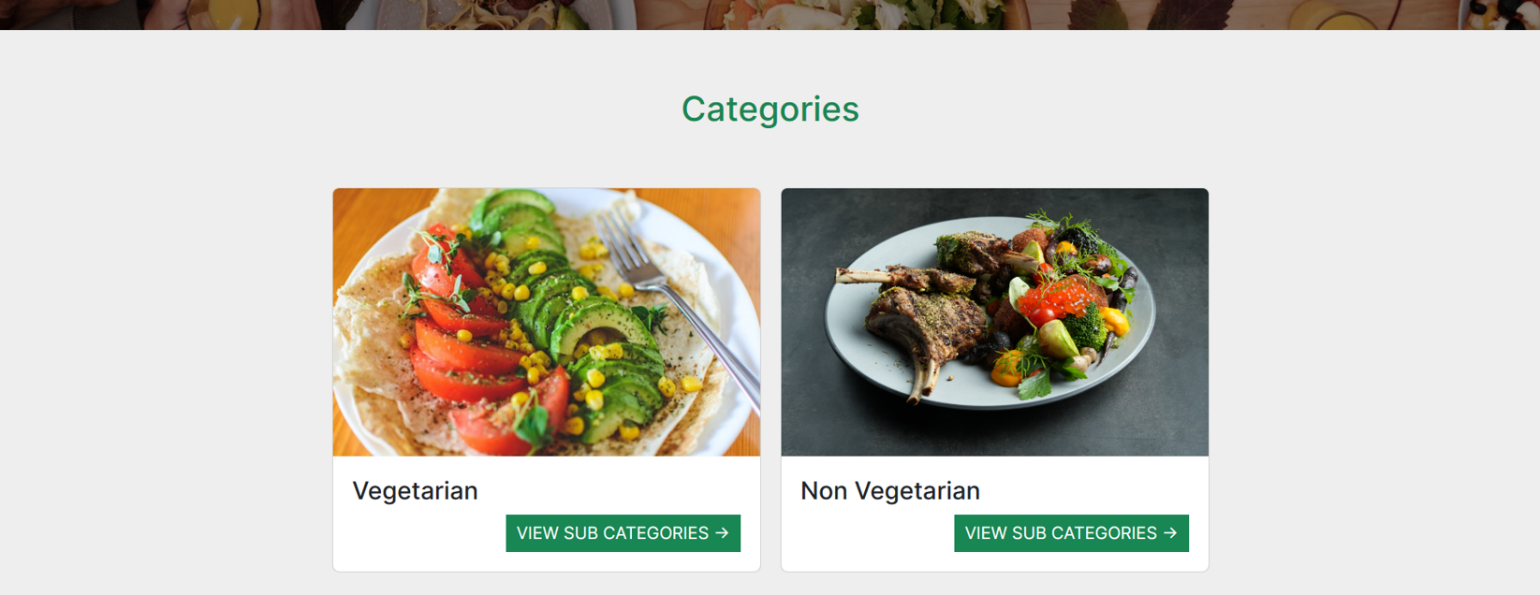 Categories
Vegetarian
Non Vegetarian
VIEW SUB CATEGORIES →
VIEW SUB CATEGORIES →